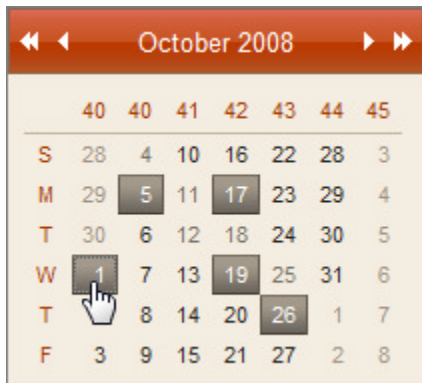 October 2008
40 40 41 42 43 44 45
S 28 4 10 16 22 28 3
M 29 5 11 17 23 29 4
T 30 6 12 18 24 30 5
W 1 7 13 19 25 31 6
T 8 14 20 26 1 7
F 3 9 15 21 27 2 8